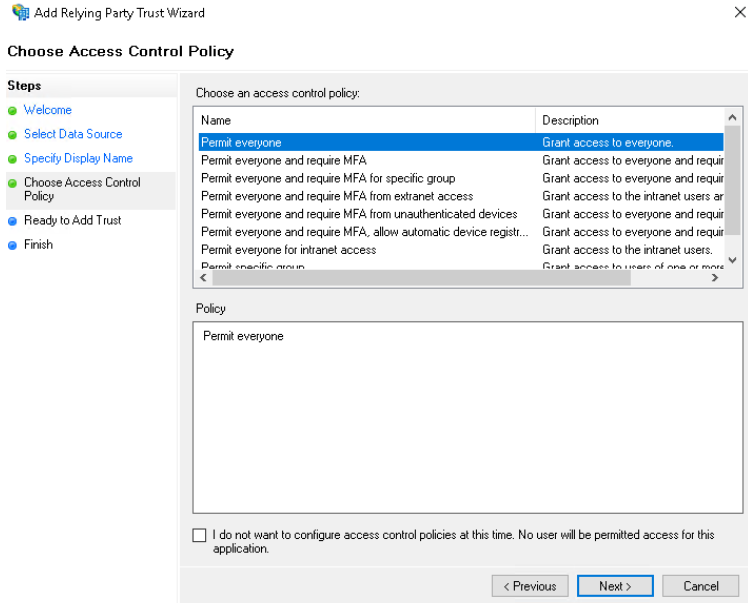 Add Relying Party Trust Wizard
Choose Access Control Policy
Steps
Welcome
Select Data Source
Specify Display Name
Choose Access Control
Policy
Ready to Add Trust
Finish
Choose an access control policy:
Name Description
Permit everyone Grant access to everyone.
Permit everyone and require MFA Grant access to everyone and requir
Permit everyone and require MFA for specific group Grant access to everyone and requir
Permit everyone and require MFA from extranet access Grant access to the intranet users ar
Permit everyone and require MFA from unauthenticated devices Grant access to everyone and requir
Permit everyone and require MFA, allow automatic device registr... Grant access to everyone and requir
Permit everyone for intranet access Grant access to the intranet users.
Permit specific group Grant access to users of one or more
Policy
Permit everyone
I do not want to configure access control policies at this time. No user will be permitted access for this
application.
< Previous Next > Cancel